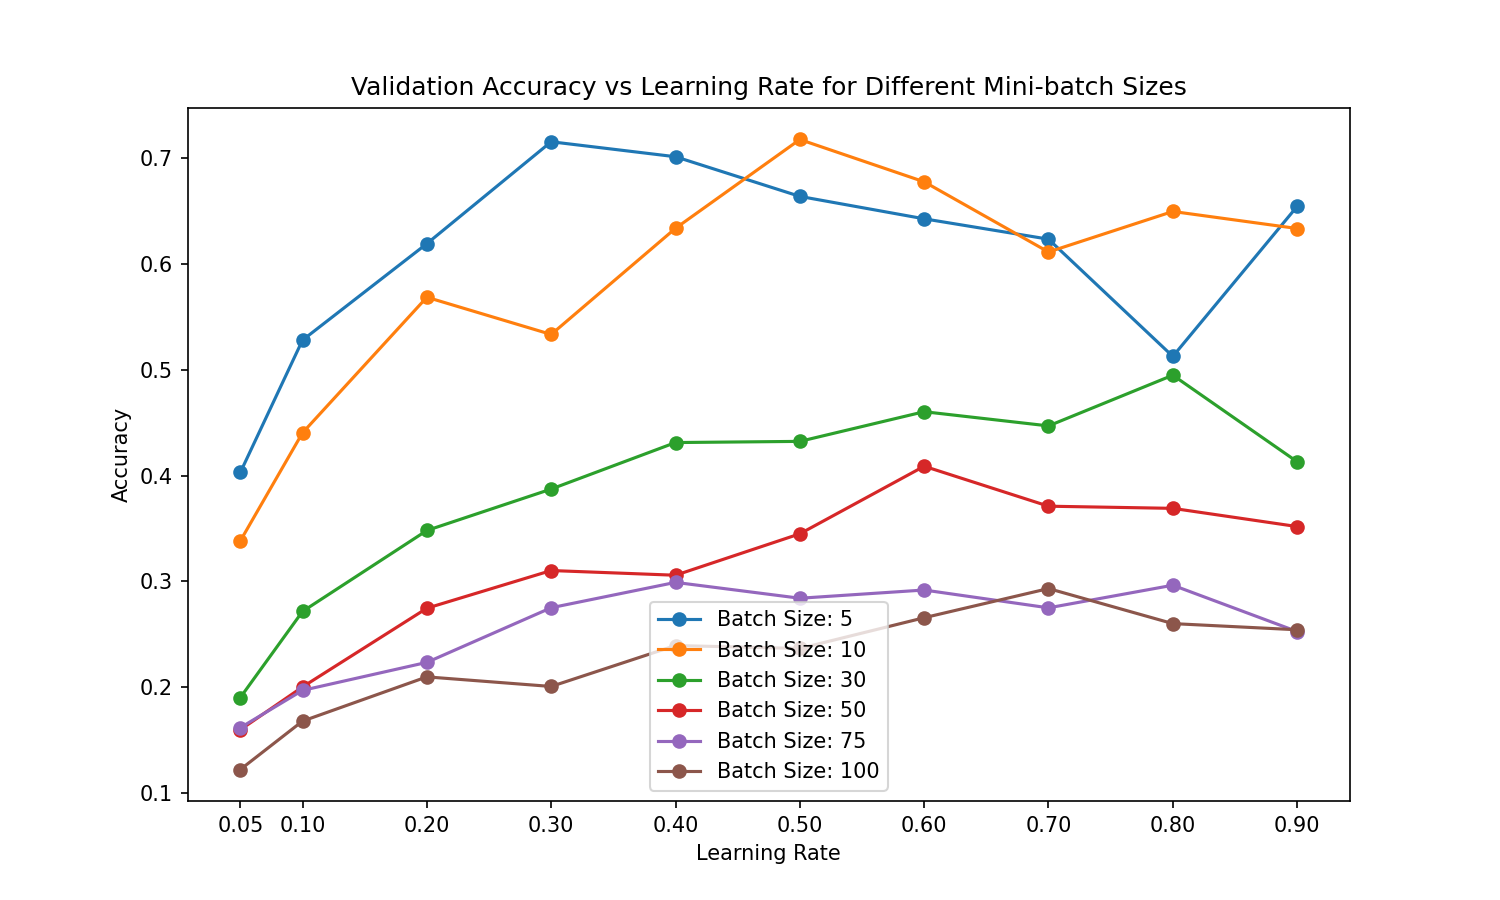 Validation Accuracy vs Learning Rate for Different Mini-batch Sizes
Accuracy
0.7
0.6
0.5
0.4
0.3
0.2
0.1
Batch Size: 5
Batch Size: 10
Batch Size: 30
Batch Size: 50
Batch Size: 75
Batch Size: 100
0.05 0.10 0.20 0.30 0.40 0.50 0.60 0.70 0.80 0.90
Learning Rate